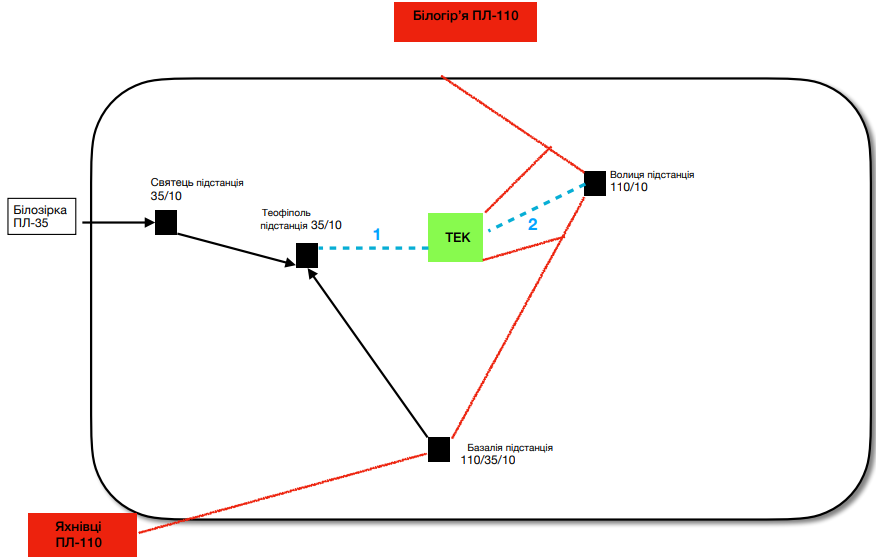 Білогір'я ПЛ-110
Волиця підстанція
110/10
Святець підстанція
35/10
Білозірка
ПЛ-35
Теофіполь
підстанція 35/10
1
ТЕК
2
Базалія підстанція
110/35/10
Яхнівці
ПЛ-110